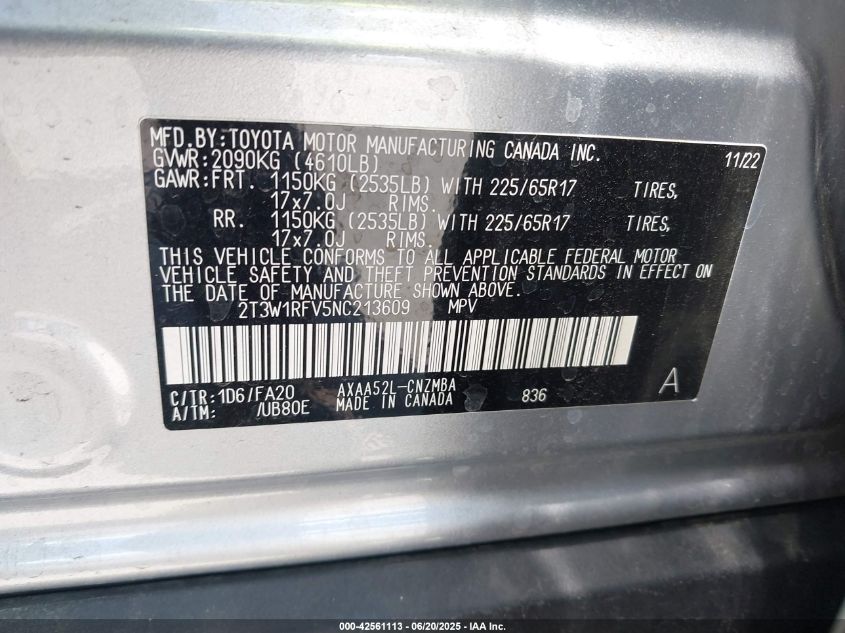 MFD.BY:TOYOTA MOTOR MANUFACTURING CANADA INC. 11/22
GVWR:2090KG (4610LB)
GAWR:FRT. 1150KG (2535LB) WITH 225/65R17 TIRES,
17x7.0J RIMS.
RR. 1150KG (2535LB) WITH 225/65R17 TIRES,
17x7.0J RIMS.
THIS VEHICLE CONFORMS TO ALL APPLICABLE FEDERAL MOTOR
VEHICLE SAFETY AND THEFT PREVENTION STANDARDS IN EFFECT ON
THE DATE OF MANUFACTURE SHOWN ABOVE.
2T3W1RFV5NC213609 MPV
C/TR:1D6/FA20 AXAA52L-CNZMBA 836 A
A/TM: /UB80E MADE IN CANADA
000-42561113 - 06/20/2025 - IAA Inc.